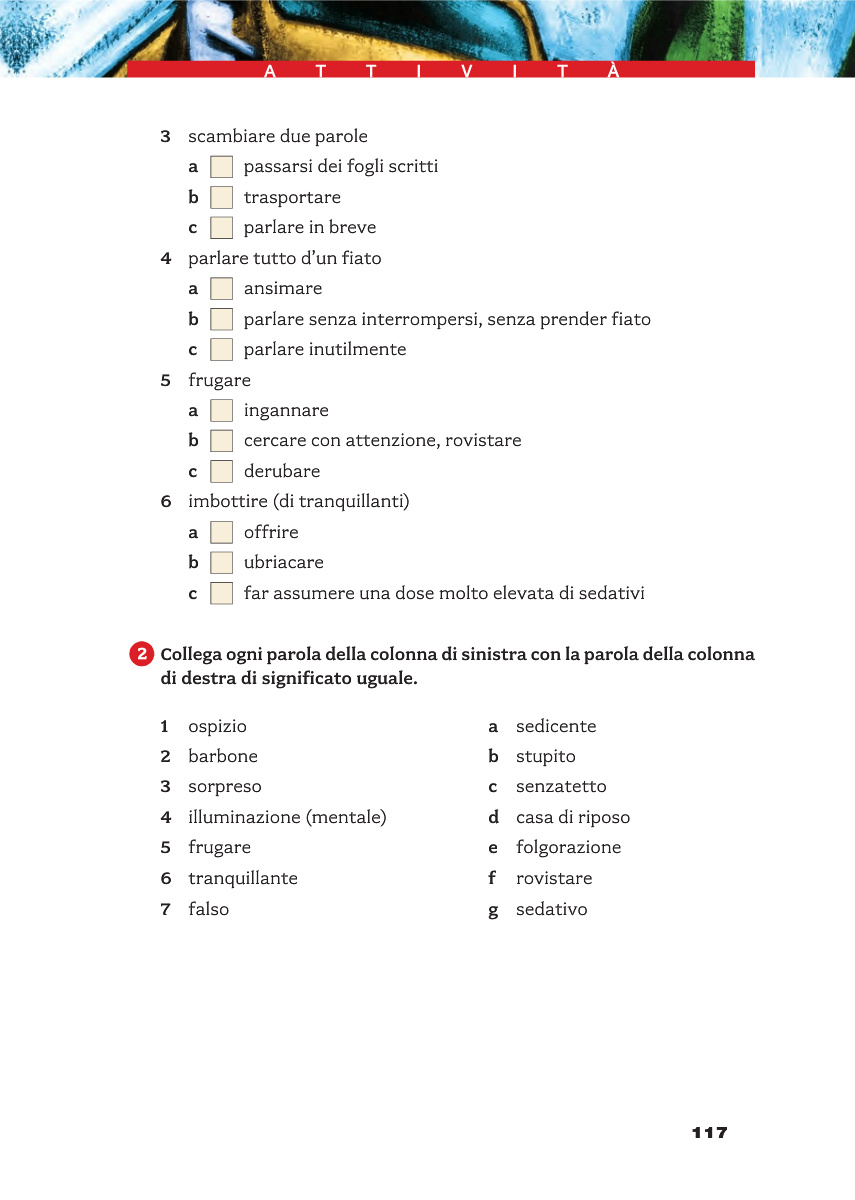 ATTIVITÀ
3 scambiare due parole
a passarsi dei fogli scritti
b trasportare
c parlare in breve
4 parlare tutto d’un fiato
a ansimare
b parlare senza interrompersi, senza prender fiato
c parlare inutilmente
5 frugare
a ingannare
b cercare con attenzione, rovistare
c derubare
6 imbottire (di tranquillanti)
a offrire
b ubriacare
c far assumere una dose molto elevata di sedativi
2 Collega ogni parola della colonna di sinistra con la parola della colonna
di destra di significato uguale.
1 ospizio
2 barbone
3 sorpreso
4 illuminazione (mentale)
5 frugare
6 tranquillante
7 falso
a sedicente
b stupito
c senzatetto
d casa di riposo
e folgorazione
f rovistare
g sedativo
117